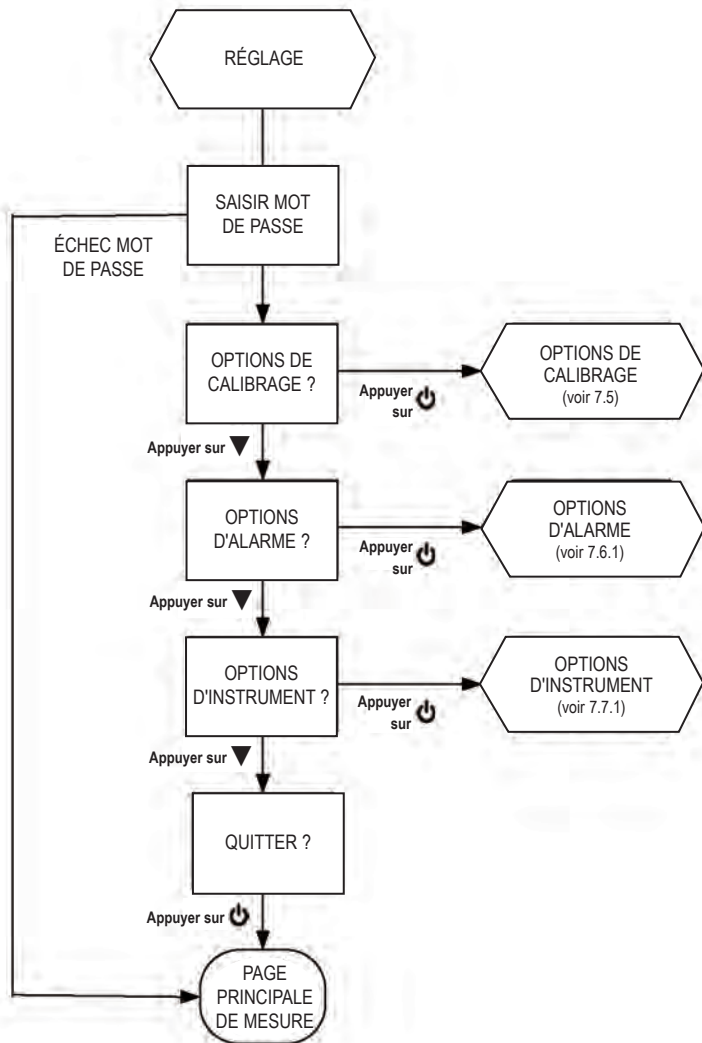 RÉGLAGE
SAISIR MOT
DE PASSE
ÉCHEC MOT
DE PASSE
OPTIONS DE
CALIBRAGE ?
Appuyer
sur
OPTIONS DE
CALIBRAGE
(voir 7.5)
Appuyer sur ▼
OPTIONS
D'ALARME ?
Appuyer
sur
OPTIONS
D'ALARME
(voir 7.6.1)
Appuyer sur ▼
OPTIONS
D'INSTRUMENT ?
Appuyer
sur
OPTIONS
D'INSTRUMENT
(voir 7.7.1)
Appuyer sur ▼
QUITTER ?
Appuyer sur
PAGE
PRINCIPALE
DE MESURE